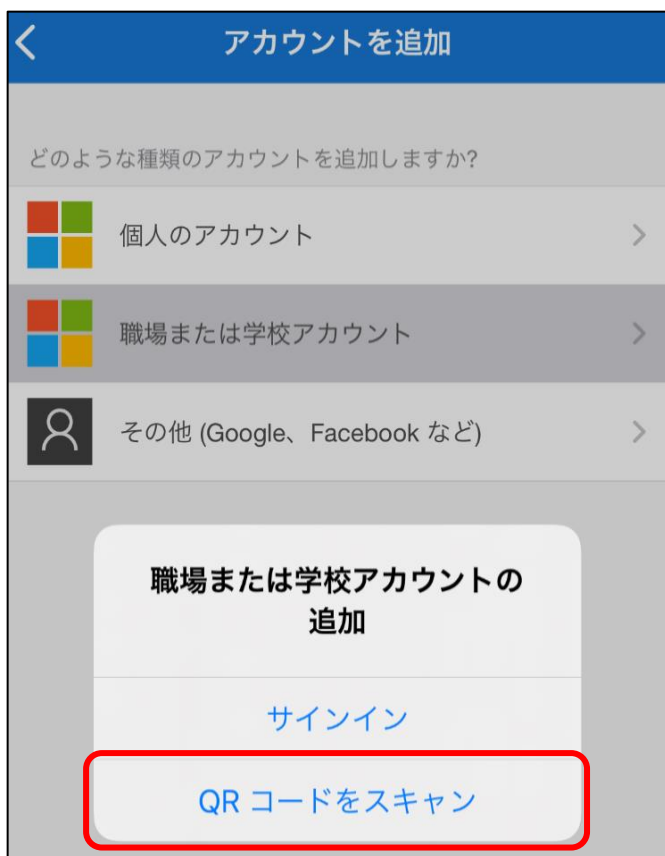 アカウントを追加
どのような種類のアカウントを追加しますか?
個人のアカウント
職場または学校アカウント
その他 (Google、Facebook など)
職場または学校アカウントの
追加
サインイン
QR コードをスキャン